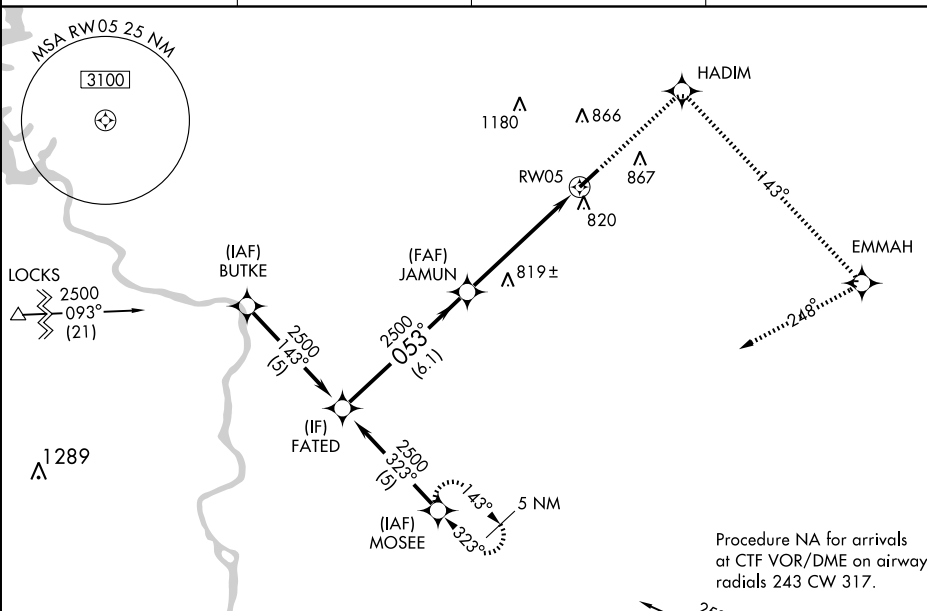 MSA RW05 25 NM
3100
HADIM
1180
866
RW05
867
820
143°
(IAF)
BUTKE
(FAF)
JAMUN
819±
EMMAH
LOCKS
2500
093°
(21)
248°
2500
143°
(5)
2500
053°
(6.1)
(IF)
FATED
1289
2500
323°
(5)
143°
5 NM
323°
(IAF)
MOSEE
Procedure NA for arrivals
at CTF VOR/DME on airway
radials 243 CW 317.